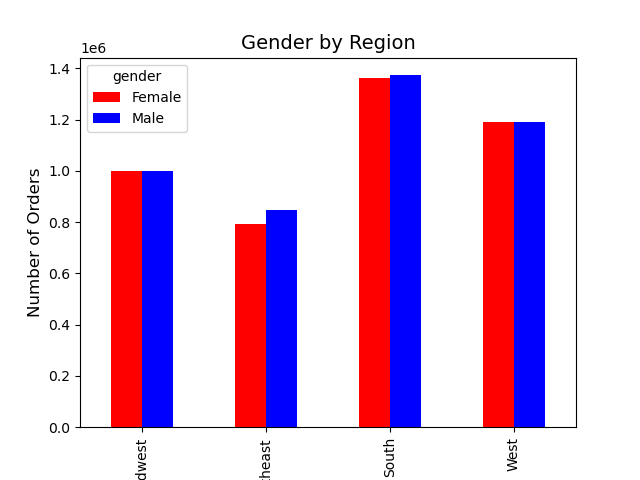 Gender by Region
1e6
1.4
1.2
1.0
0.8
0.6
0.4
0.2
0.0
Number of Orders
gender
Female
Male
dwest
theast
South
West